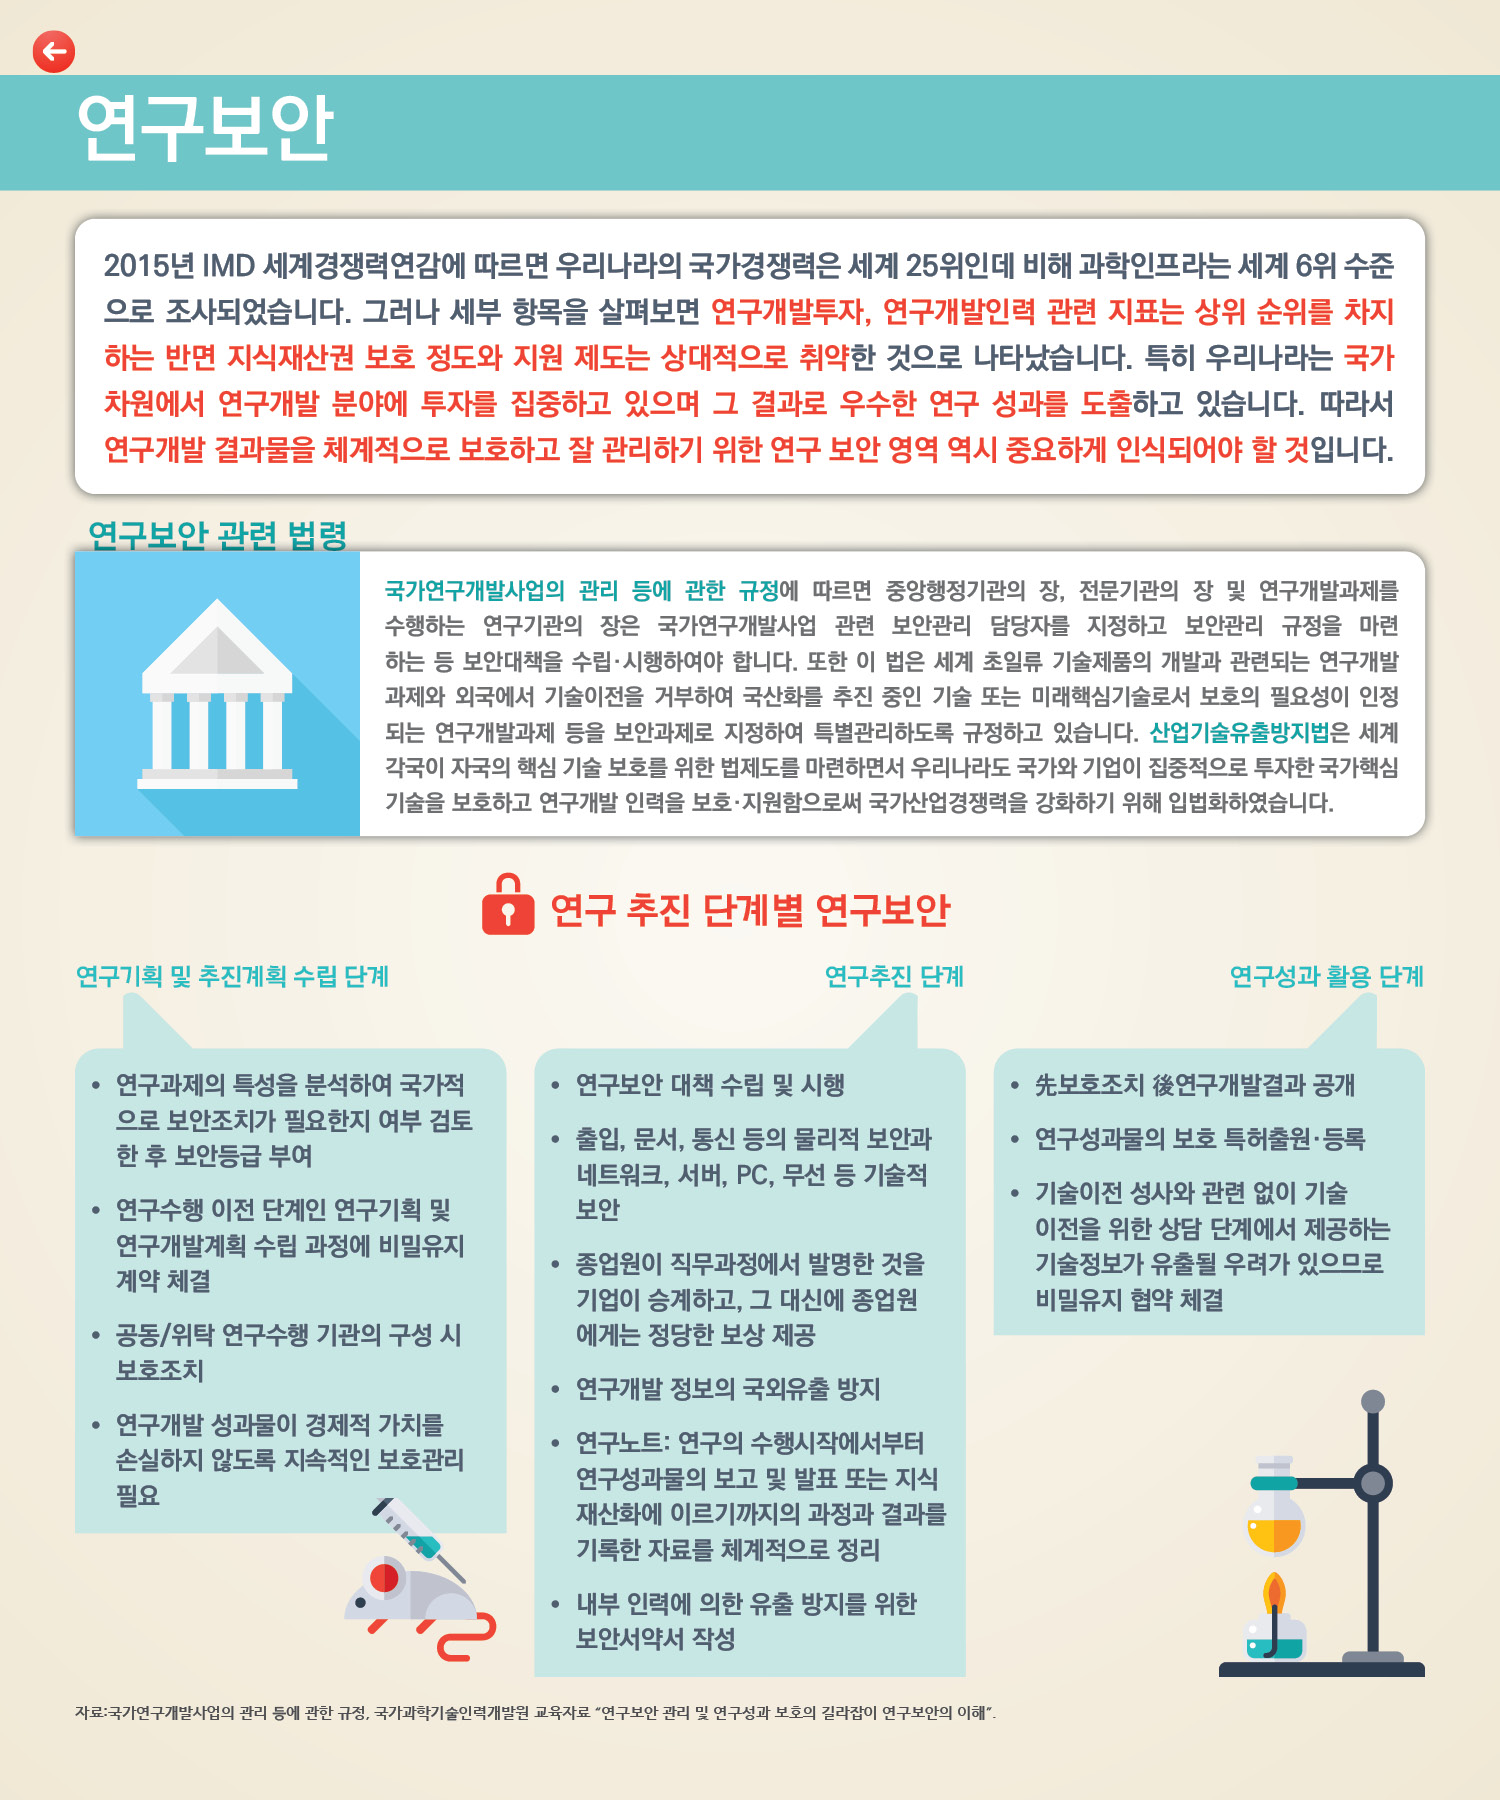 연구보안
2015년 IMD 세계경쟁력연감에 따르면 우리나라의 국가경쟁력은 세계 25위인데 비해 과학인프라는 세계 6위 수준
으로 조사되었습니다. 그러나 세부 항목을 살펴보면 연구개발투자, 연구개발인력 관련 지표는 상위 순위를 차지
하는 반면 지식재산권 보호 정도와 지원 제도는 상대적으로 취약한 것으로 나타났습니다. 특히 우리나라는 국가
차원에서 연구개발 분야에 투자를 집중하고 있으며 그 결과로 우수한 연구 성과를 도출하고 있습니다. 따라서
연구개발 결과물을 체계적으로 보호하고 잘 관리하기 위한 연구 보안 영역 역시 중요하게 인식되어야 할 것입니다.
연구보안 관련 법령
국가연구개발사업의 관리 등에 관한 규정에 따르면 중앙행정기관의 장, 전문기관의 장 및 연구개발과제를
수행하는 연구기관의 장은 국가연구개발사업 관련 보안관리 담당자를 지정하고 보안관리 규정을 마련
하는 등 보안대책을 수립·시행하여야 합니다. 또한 이 법은 세계 초일류 기술제품의 개발과 관련되는 연구개발
과제와 외국에서 기술이전을 거부하여 국산화를 추진 중인 기술 또는 미래핵심기술로서 보호의 필요성이 인정
되는 연구개발과제 등을 보안과제로 지정하여 특별관리하도록 규정하고 있습니다. 산업기술유출방지법은 세계
각국이 자국의 핵심 기술 보호를 위한 법제도를 마련하면서 우리나라도 국가와 기업이 집중적으로 투자한 국가핵심
기술을 보호하고 연구개발 인력을 보호·지원함으로써 국가산업경쟁력을 강화하기 위해 입법화하였습니다.
연구 추진 단계별 연구보안
연구기획 및 추진계획 수립 단계
• 연구과제의 특성을 분석하여 국가적
으로 보안조치가 필요한지 여부 검토
한 후 보안등급 부여
• 연구수행 이전 단계인 연구기획 및
연구개발계획 수립 과정에 비밀유지
계약 체결
• 공동/위탁 연구수행 기관의 구성 시
보호조치
• 연구개발 성과물이 경제적 가치를
손실하지 않도록 지속적인 보호관리
필요
연구추진 단계
• 연구보안 대책 수립 및 시행
• 출입, 문서, 통신 등의 물리적 보안과
네트워크, 서버, PC, 무선 등 기술적
보안
• 종업원이 직무과정에서 발명한 것을
기업이 승계하고, 그 대신에 종업원
에게는 정당한 보상 제공
• 연구개발 정보의 국외유출 방지
• 연구노트: 연구의 수행시작에서부터
연구성과물의 보고 및 발표 또는 지식
재산화에 이르기까지의 과정과 결과를
기록한 자료를 체계적으로 정리
• 내부 인력에 의한 유출 방지를 위한
보안서약서 작성
연구성과 활용 단계
• 先보호조치 後연구개발결과 공개
• 연구성과물의 보호 특허출원·등록
• 기술이전 성사와 관련 없이 기술
이전을 위한 상담 단계에서 제공하는
기술정보가 유출될 우려가 있으므로
비밀유지 협약 체결
자료:국가연구개발사업의 관리 등에 관한 규정, 국가과학기술인력개발원 교육자료 “연구보안 관리 및 연구성과 보호의 길라잡이 연구보안의 이해”.